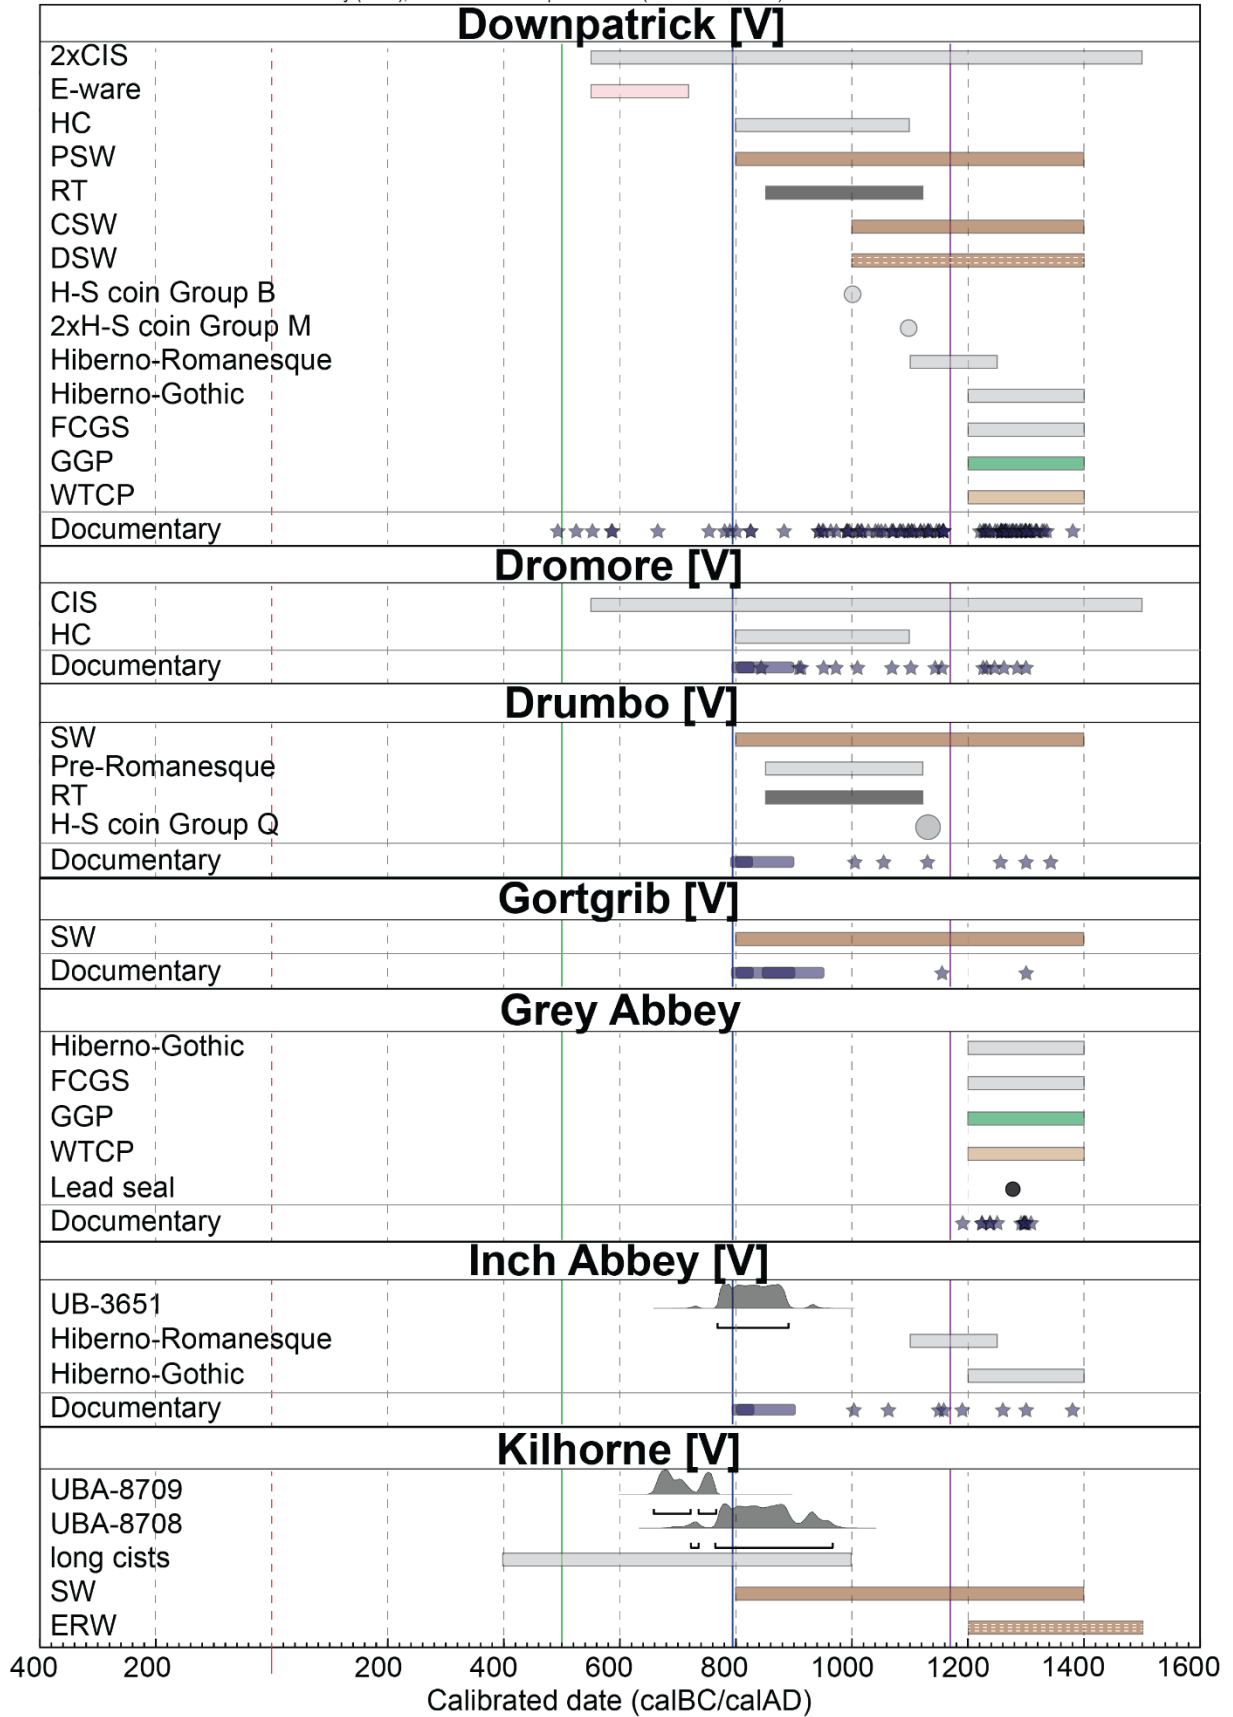 Downpatrick [V]
2xCIS
E-ware
HC
PSW
RT
CSW
DSW
H-S coin Group B
2xH-S coin Group M
Hiberno-Romanesque
Hiberno-Gothic
FCGS
GGP
WTCP
Documentary
Dromore [V]
CIS
HC
Documentary
Drumbo [V]
SW
Pre-Romanesque
RT
H-S coin Group Q
Documentary
Gortgrib [V]
SW
Documentary
Grey Abbey
Hiberno-Gothic
FCGS
GGP
WTCP
Lead seal
Documentary
Inch Abbey [V]
UB-3651
Hiberno-Romanesque
Hiberno-Gothic
Documentary
Kilhorne [V]
UBA-8709
UBA-8708
long cists
SW
ERW
400 200 200 400 600 800 1000 1200 1400 1600
Calibrated date (calBC/calAD)